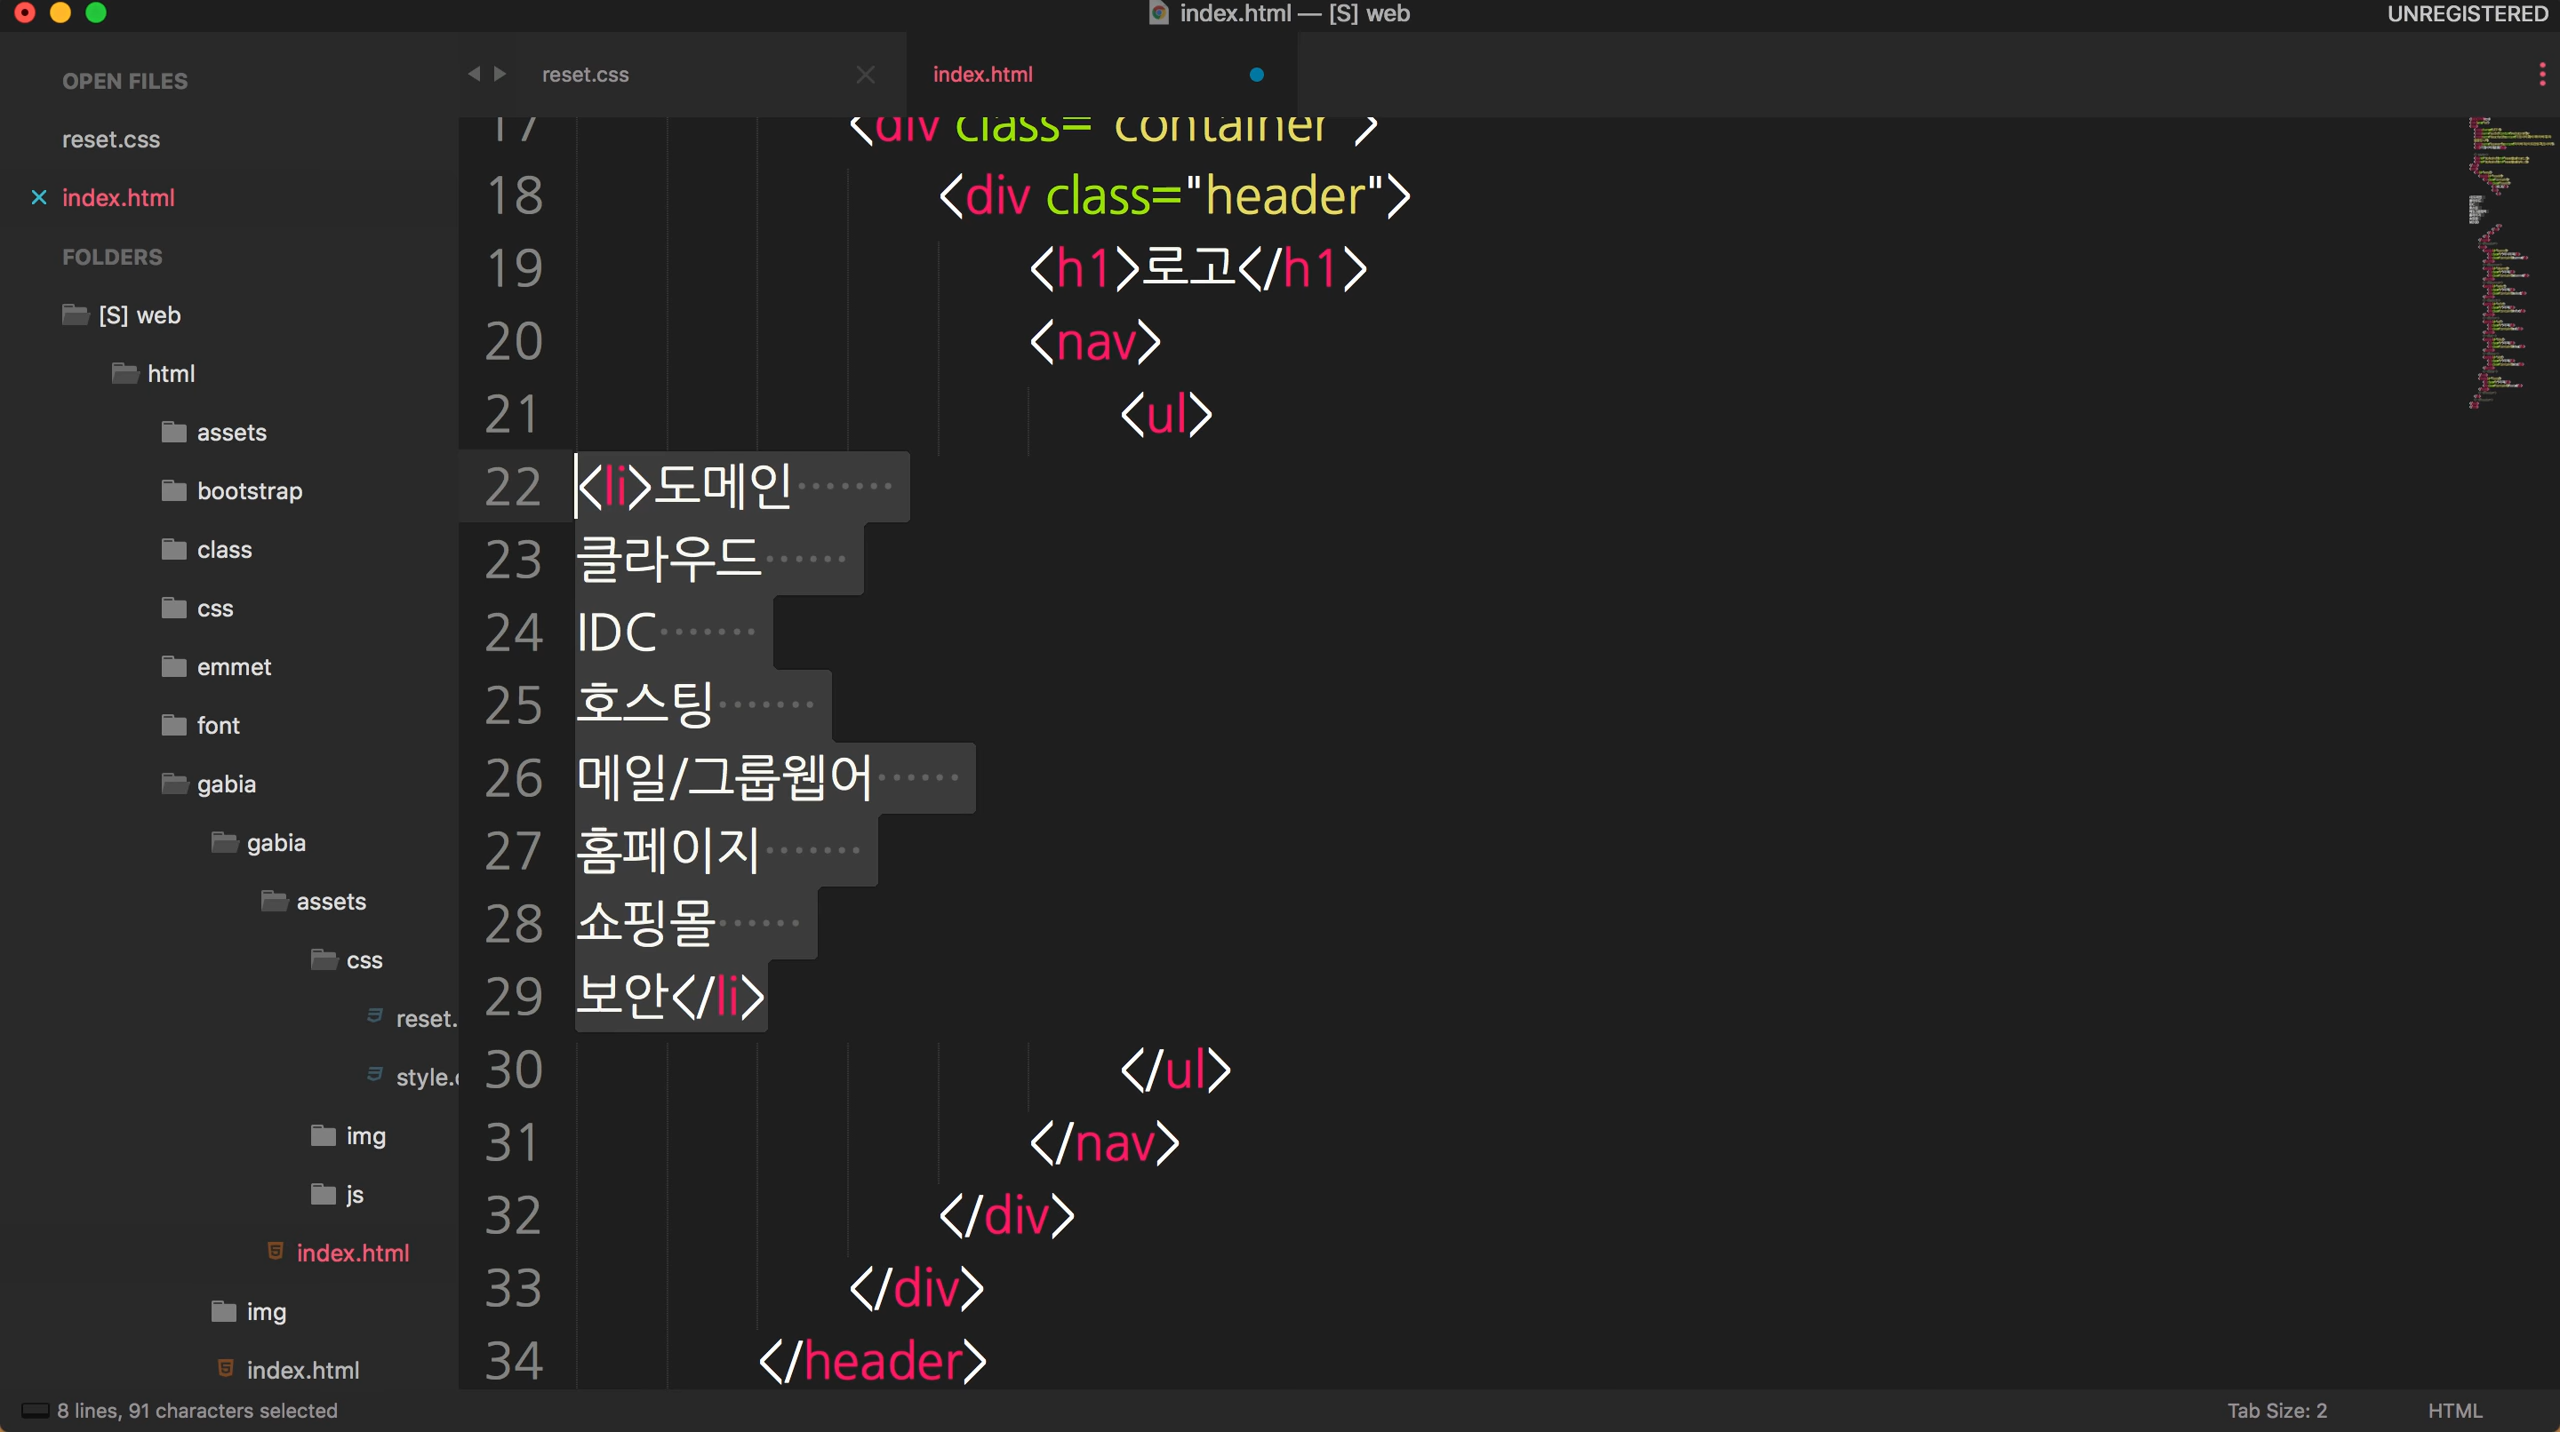 index.html — [S] web
UNREGISTERED
OPEN FILES
reset.css
index.html
FOLDERS
[S] web
html
assets
bootstrap
class
css
emmet
font
gabia
gabia
assets
css
reset.
style.
img
js
index.html
img
index.html
reset.css
index.html
17 <div class="container">
18 <div class="header">
19 <h1>로고</h1>
20 <nav>
21 <ul>
22 <li>도메인
23 클라우드
24 IDC
25 호스팅
26 메일/그룹웹어
27 홈페이지
28 쇼핑몰
29 보안</li>
30 </ul>
31 </nav>
32 </div>
33 </div>
34 </header>
8 lines, 91 characters selected
Tab Size: 2
HTML